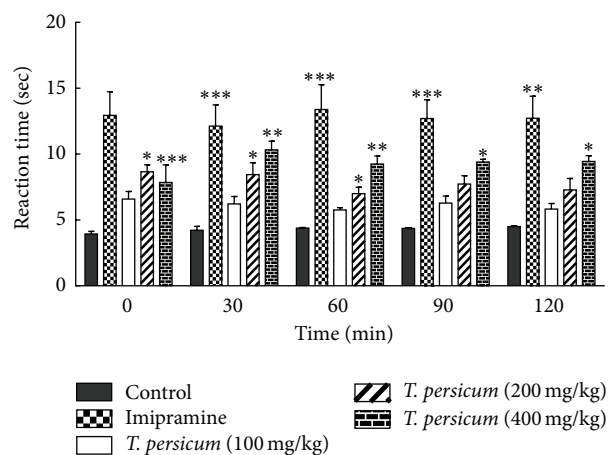 20
15
10
5
0
Reaction time (sec)
*** *** *** **
* *** * ** * ** * *
0 30 60 90 120
Time (min)
Control
Imipramine
T. persicum (100 mg/kg)
T. persicum (200 mg/kg)
T. persicum (400 mg/kg)